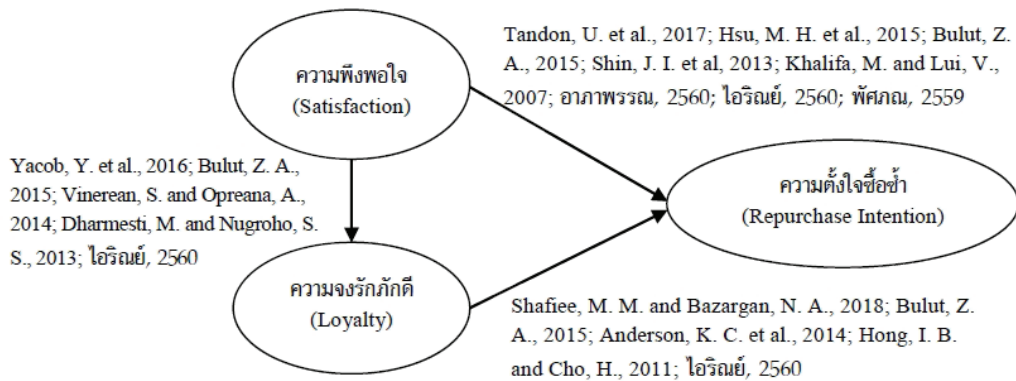 Tandon, U. et al., 2017; Hsu, M. H. et al., 2015; Bulut, Z.
A., 2015; Shin, J. I. et al, 2013; Khalifa, M. and Lui, V.,
2007; อาภาพรรณ, 2560; ไอริณย์, 2560; พัศภณ, 2559
ความพึงพอใจ
(Satisfaction)
Yacob, Y. et al., 2016; Bulut, Z. A.,
2015; Vinerean, S. and Opreana, A.,
2014; Dharmesti, M. and Nugroho, S.
S., 2013; ไอริณย์, 2560
ความตั้งใจซื้อซ้ำ
(Repurchase Intention)
ความจงรักภักดี
(Loyalty)
Shafiee, M. M. and Bazargan, N. A., 2018; Bulut, Z.
A., 2015; Anderson, K. C. et al., 2014; Hong, I. B.
and Cho, H., 2011; ไอริณย์, 2560